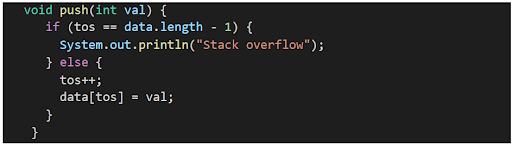 void push(int val) {
if (tos == data.length - 1) {
System.out.println("Stack overflow");
} else {
tos++;
data[tos] = val;
}
}